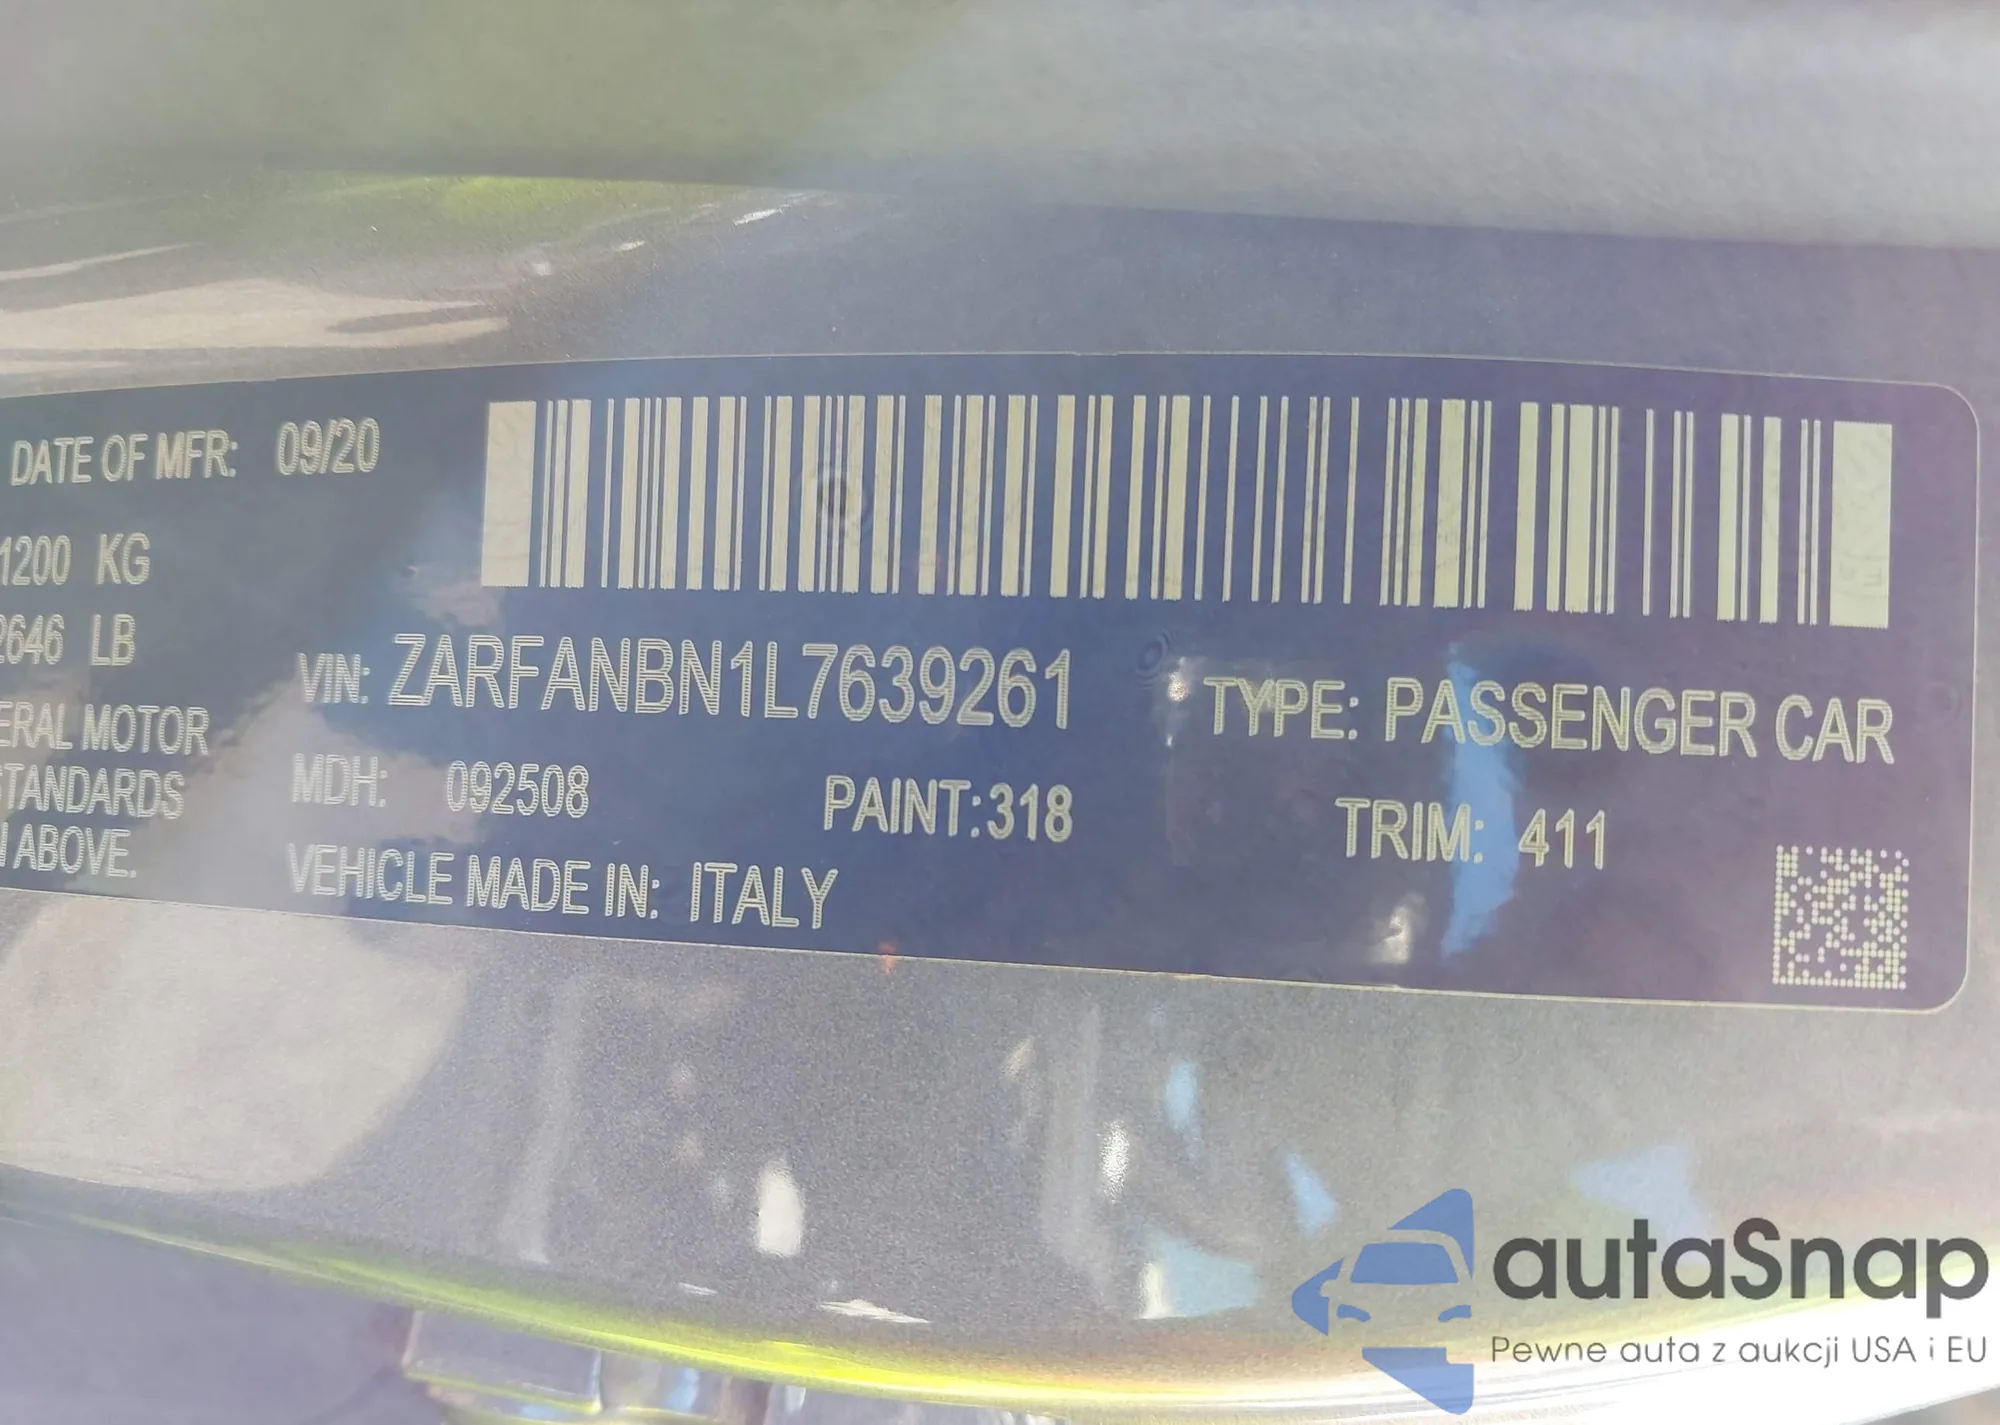 DATE OF MFR: 09/20
1200 KG
2646 LB
ERAL MOTOR
STANDARDS
N ABOVE.
VIN: ZARFANBN1L7639261
TYPE: PASSENGER CAR
MDH: 092508
PAINT:318
TRIM: 411
VEHICLE MADE IN: ITALY
autaSnap
Pewne auta z aukcji USA i EU